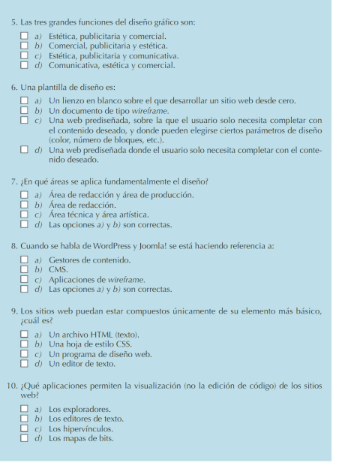 5. Las tres grandes funciones del diseño gráfico son:
a) Estética, publicitaria y comercial.
b) Comercial, publicitaria y estética.
c) Estética, publicitaria y comunicativa.
d) Comunicativa, estética y comercial.
6. Una plantilla de diseño es:
a) Un lienzo en blanco sobre el que desarrollar un sitio web desde cero.
b) Un documento de tipo wireframe.
c) Una web prediseñada, sobre la que el usuario solo necesita completar con
el contenido deseado, y donde pueden elegirse ciertos parámetros de diseño
(color, número de bloques, etc.).
d) Una web prediseñada donde el usuario solo necesita completar con el conte-
nido deseado.
7. ¿En qué áreas se aplica fundamentalmente el diseño?
a) Área de redacción y área de producción.
b) Área de redacción.
c) Área técnica y área artística.
d) Las opciones a) y b) son correctas.
8. Cuando se habla de WordPress y Joomla! se está haciendo referencia a:
a) Gestores de contenido.
b) CMS.
c) Aplicaciones de wireframe.
d) Las opciones a) y b) son correctas.
9. Los sitios web puedan estar compuestos únicamente de su elemento más básico,
¿cuál es?
a) Un archivo HTML (texto).
b) Una hoja de estilo CSS.
c) Un programa de diseño web.
d) Un editor de texto.
10. ¿Qué aplicaciones permiten la visualización (no la edición de código) de los sitios
web?
a) Los exploradores.
b) Los editores de texto.
c) Los hipervínculos.
d) Los mapas de bits.